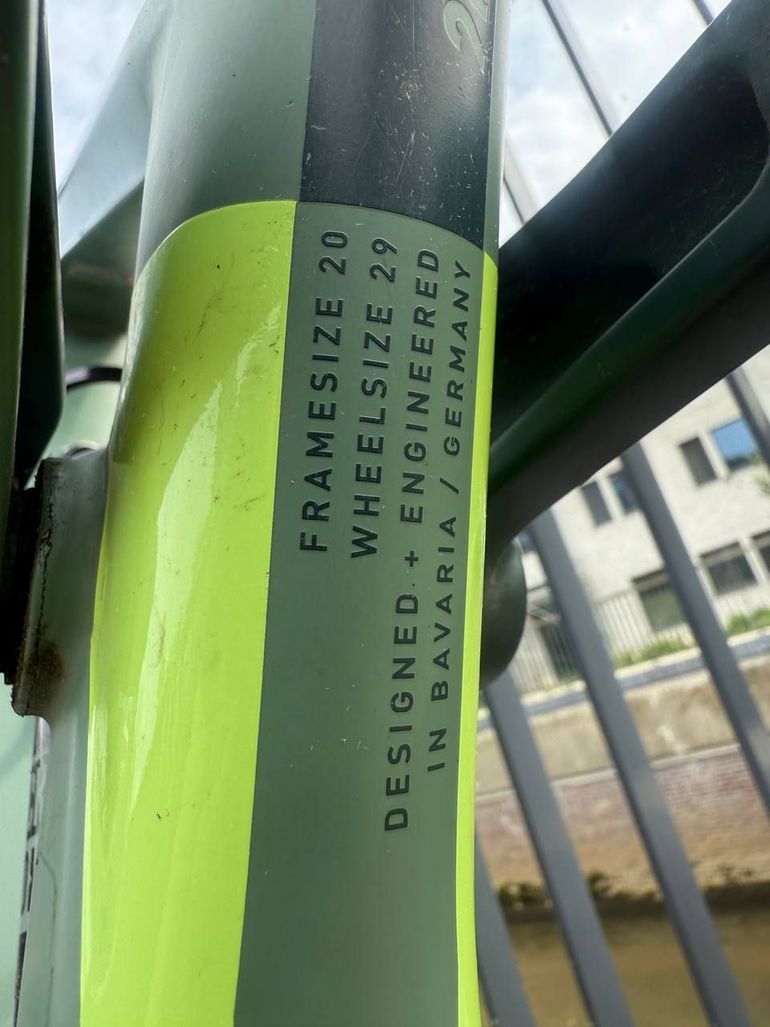 FRAMESIZE 20
WHEELSIZE 29
DESIGNED + ENGINEERED
IN BAVARIA / GERMANY